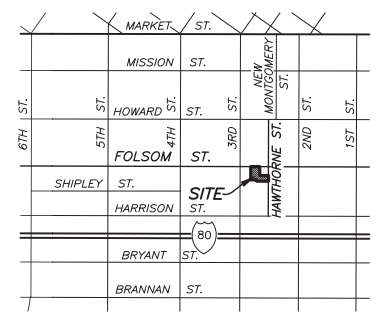 MARKET ST.
MISSION ST.
NEW
MONTGOMERY
ST.
6TH ST.
5TH ST.
HOWARD ST.
4TH ST.
3RD ST.
HAWTHORNE ST.
2ND ST.
1ST ST.
FOLSOM ST.
SHIPLEY ST.
SITE
HARRISON ST.
80
BRYANT ST.
BRANNAN ST.